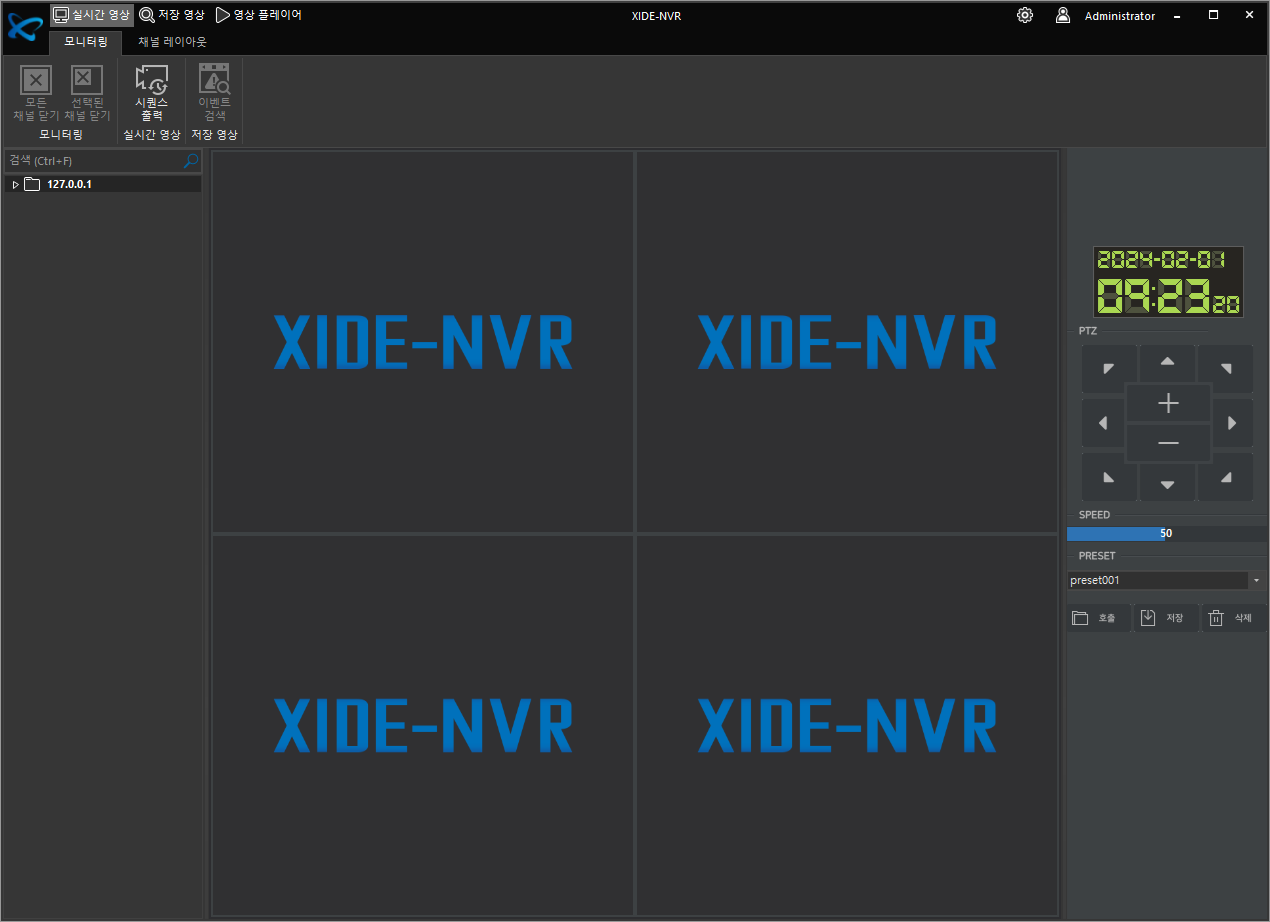 실시간 영상 저장 영상 영상 플레이어 XIDE-NVR Administrator
모니터링 채널 레이아웃
모든 채널 닫기
선택된 채널 닫기
시퀀스 출력
이벤트 검색
모니터링 실시간 영상 저장 영상
검색 (Ctrl+F)
127.0.0.1
XIDE-NVR XIDE-NVR
XIDE-NVR XIDE-NVR
2024-02-01
09:23 20
PTZ
SPEED
50
PRESET
preset001
호출 저장 삭제